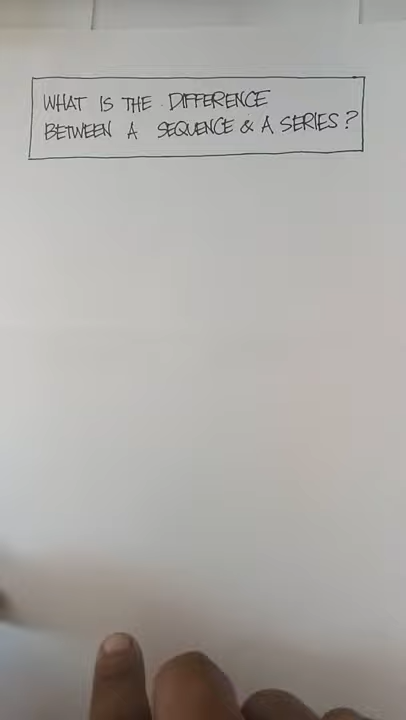 WHAT IS THE DIFFERENCE
BETWEEN A SEQUENCE & A SERIES?